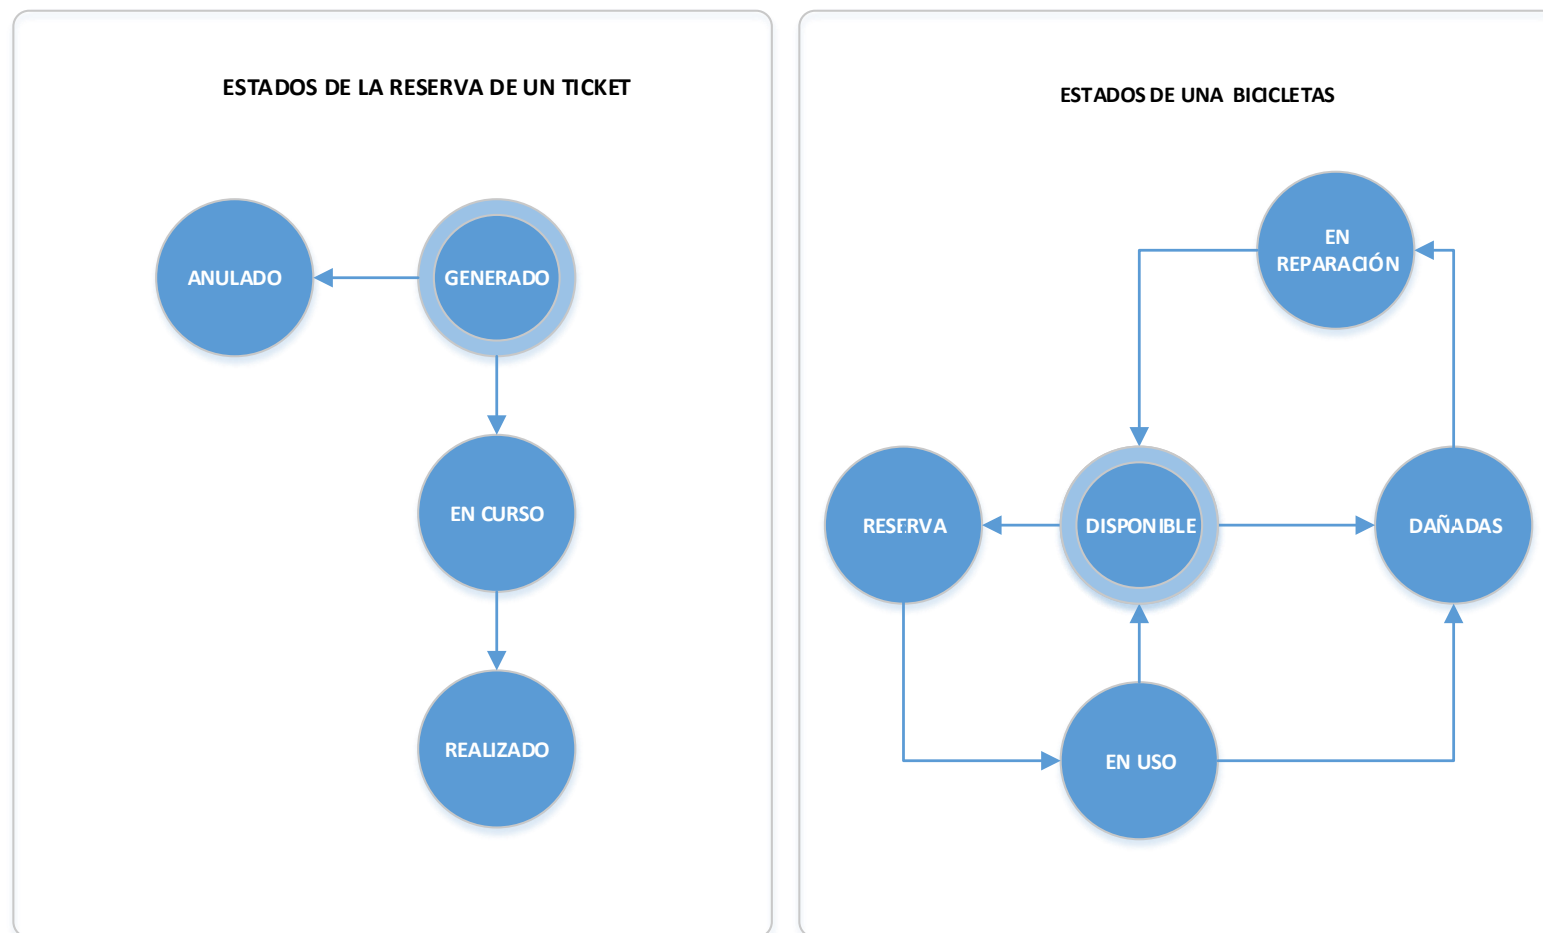 ESTADOS DE LA RESERVA DE UN TICKET
ANULADO
GENERADO
EN CURSO
REALIZADO
ESTADOS DE UNA BICICLETAS
EN
REPARACIÓN
RESERVA
DISPONIBLE
DAÑADAS
EN USO